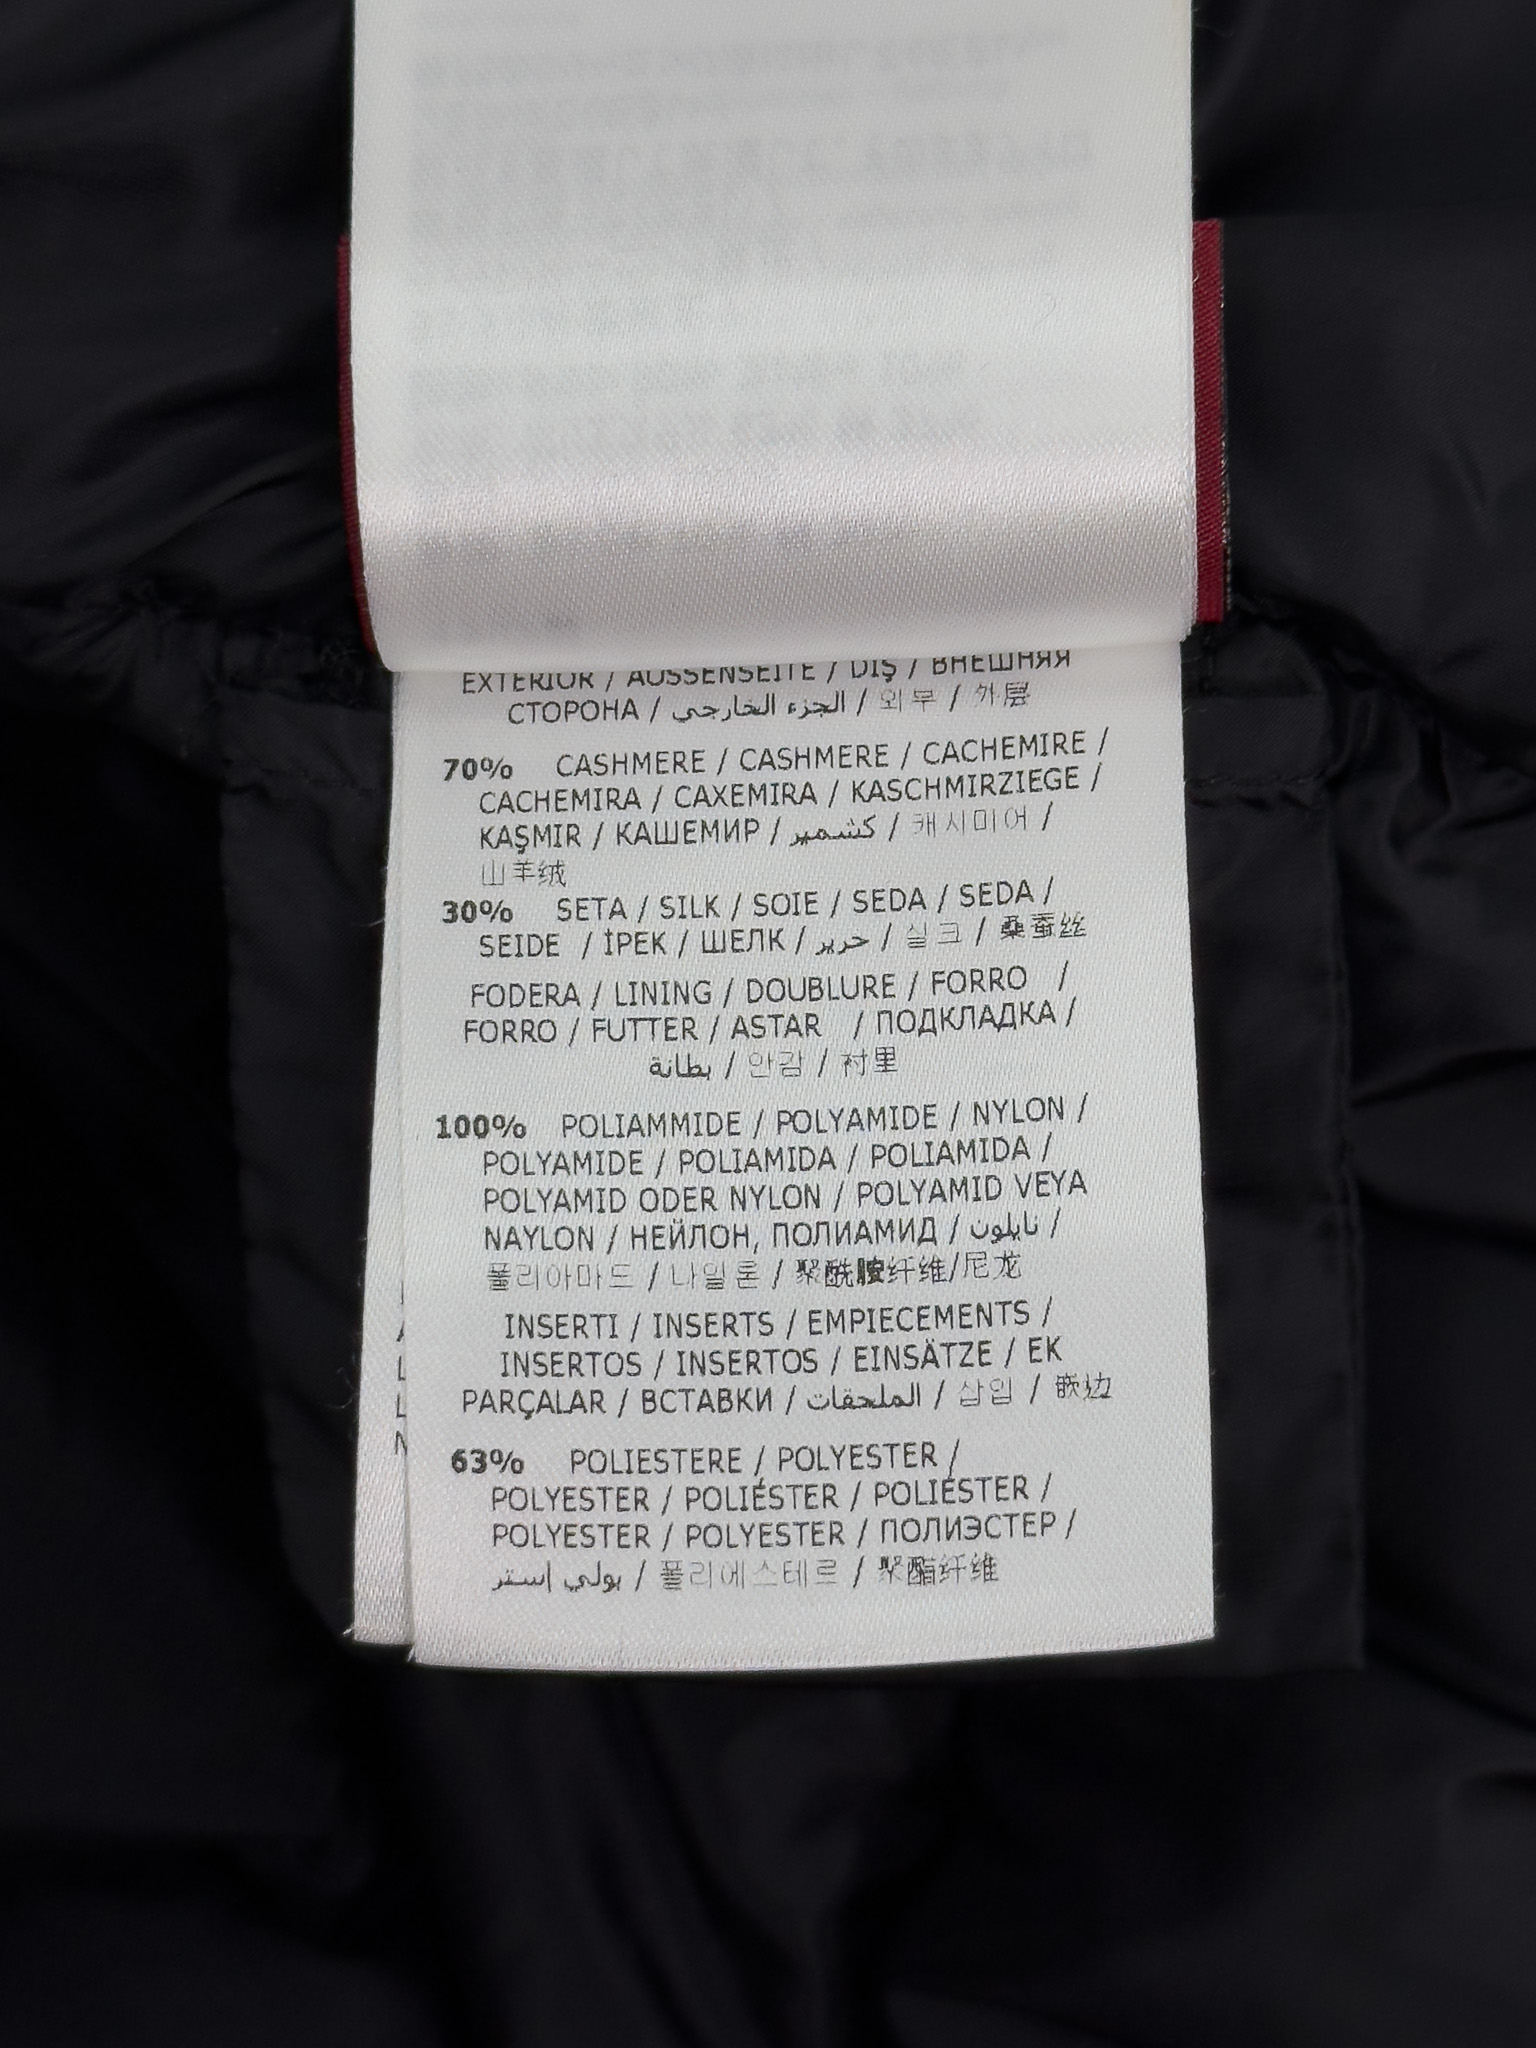 EXTERIOR / AUSSENSEITE / DIŞ / ВНЕШНЯЯ
СТОРОНА / الجزء الخارجي / 외부 / 外层
70% CASHMERE / CASHMERE / CACHEMIRE /
CACHEMIRA / CAXEMIRA / KASCHMIRZIEGE /
KAŞMIR / КАШЕМИР / كشمير / 캐시미어 /
山羊绒
30% SETA / SILK / SOIE / SEDA / SEDA /
SEIDE / İPEK / ШЕЛК / حرير / 실크 / 桑蚕丝
FODERA / LINING / DOUBLURE / FORRO /
FORRO / FUTTER / ASTAR / ПОДКЛАДКА /
بطانة / 안감 / 衬里
100% POLIAMMIDE / POLYAMIDE / NYLON /
POLYAMIDE / POLIAMIDA / POLIAMIDA /
POLYAMID ODER NYLON / POLYAMID VEYA
NAYLON / НЕЙЛОН, ПОЛИАМИД / نايلون /
폴리아마드 / 나일론 / 聚酰胺纤维/尼龙
INSERTI / INSERTS / EMPIECEMENTS /
INSERTOS / INSERTOS / EINSÄTZE / EK
PARÇALAR / ВСТАВКИ / الملحقات / 삽입 / 嵌边
63% POLIESTERE / POLYESTER /
POLYESTER / POLIÉSTER / POLIÉSTER /
POLYESTER / POLYESTER / ПОЛИЭСТЕР /
بولي إستر / 폴리에스테르 / 聚酯纤维